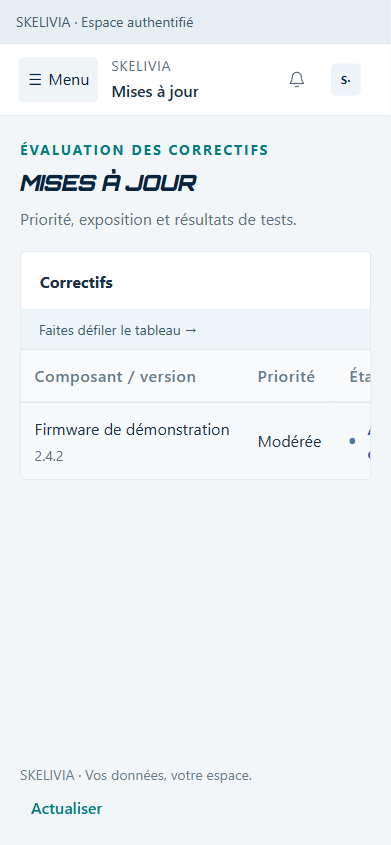 SKELIVIA · Espace authentifié
☰ Menu
SKELIVIA
Mises à jour
S·
ÉVALUATION DES CORRECTIFS
MISES À JOUR
Priorité, exposition et résultats de tests.
Correctifs
Faites défiler le tableau →
Composant / version Priorité
Firmware de démonstration
2.4.2
Modérée
SKELIVIA · Vos données, votre espace.
Actualiser